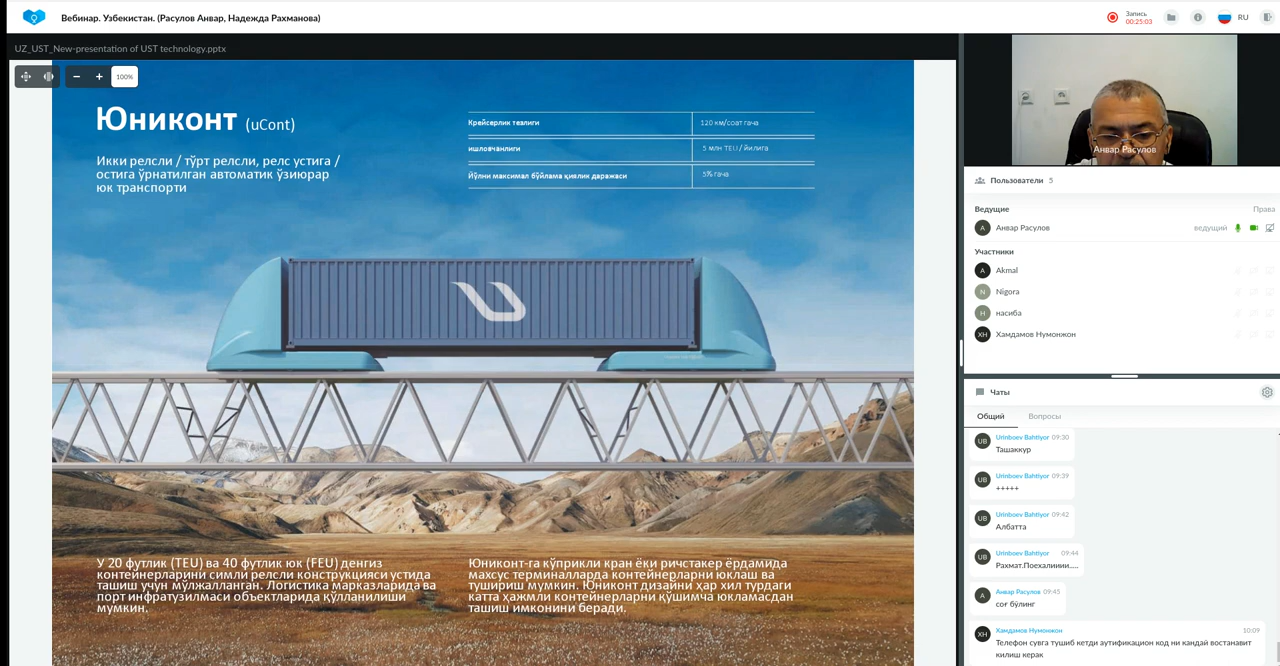 Вебинар. Узбекистан. (Расулов Анвар, Надежда Рахманова)
Запись
00:25:03
RU
UZ_UST_New-presentation of UST technology.pptx
100%
Юниконт (uCont)
Икки релсли / тўрт релсли, релс устига /
остига ўрнатилган автоматик ўзиюрар
юк транспорти
Крейсерлик тезлиги
120 км/соат гача
ишловчанлиги
5 млн TEU / йилига
Йўлни максимал бўйлама қиялик даражаси
5% гача
У 20 футлик (TEU) ва 40 футлик юк (FEU) денгиз
контейнерларини симли релсли конструкцияси устида
ташиш учун мўлжалланган. Логистика марказларида ва
порт инфратузилмаси объектларида қўлланилиши
мумкин.
Юниконт-га кўприкли кран ёки ричстакер ёрдамида
махсус терминалларда контейнерларни юклаш ва
тушириш мумкин. Юниконт дизайни ҳар хил турдаги
катта ҳажмли контейнерларни қўшимча юкламасдан
ташиш имконини беради.
Анвар Расулов
Пользователи 5
Ведущие
Права
А
Анвар Расулов
ведущий
Участники
A
Akmal
N
Nigora
Н
насиба
ХН
Хамдамов Нумонжон
Чаты
Общий
Вопросы
UB
Urinboev Bahtiyor 09:30
Ташаккур
UB
Urinboev Bahtiyor 09:39
+++++
UB
Urinboev Bahtiyor 09:42
Албатта
UB
Urinboev Bahtiyor 09:44
Рахмат.Поехалииии.....
А
Анвар Расулов 09:45
соғ бўлинг
ХН
Хамдамов Нумонжон 10:09
Телефон сувга тушиб кетди аутификацион код ни кандай востанавит
килиш керак